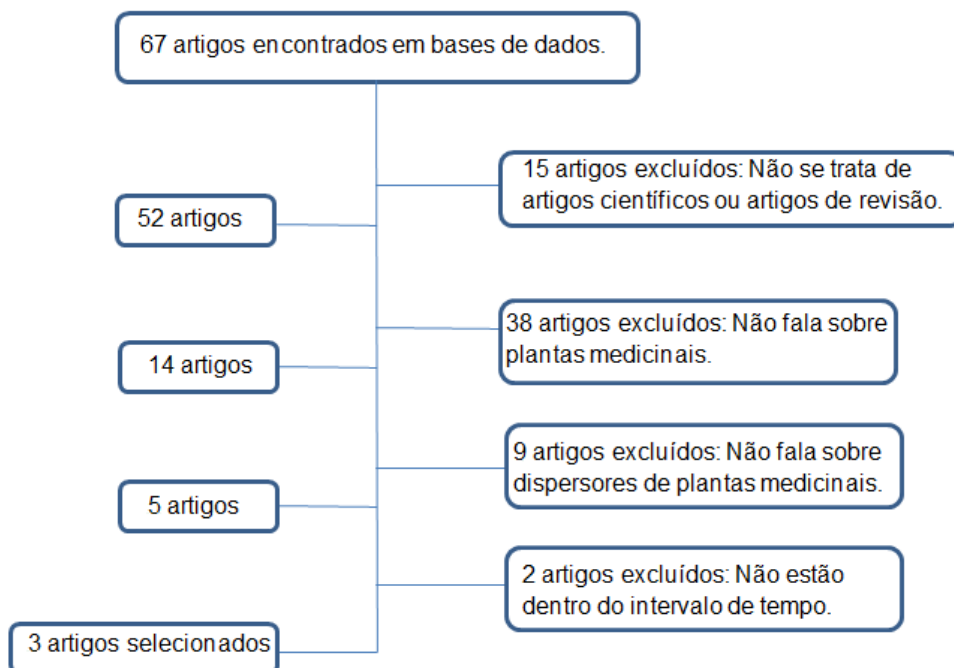 67 artigos encontrados em bases de dados.
15 artigos excluídos: Não se trata de
artigos científicos ou artigos de revisão.
52 artigos
38 artigos excluídos: Não fala sobre
plantas medicinais.
14 artigos
9 artigos excluídos: Não fala sobre
dispersores de plantas medicinais.
5 artigos
2 artigos excluídos: Não estão
dentro do intervalo de tempo.
3 artigos selecionados